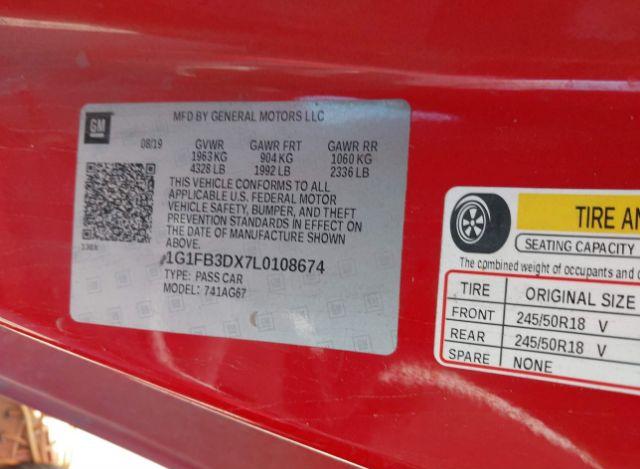 GM
MFD BY GENERAL MOTORS LLC
08/19 GVWR GAWR FRT GAWR RR
1963 KG 904 KG 1060 KG
4328 LB 1992 LB 2336 LB
THIS VEHICLE CONFORMS TO ALL
APPLICABLE U.S. FEDERAL MOTOR
VEHICLE SAFETY, BUMPER, AND THEFT
PREVENTION STANDARDS IN EFFECT ON
THE DATE OF MANUFACTURE SHOWN
ABOVE.
1G1FB3DX7L0108674
TYPE: PASS CAR
MODEL: 741AG67
TIRE AN
SEATING CAPACITY
The combined weight of occupants and c
TIRE ORIGINAL SIZE
FRONT 245/50R18 V
REAR 245/50R18 V
SPARE NONE